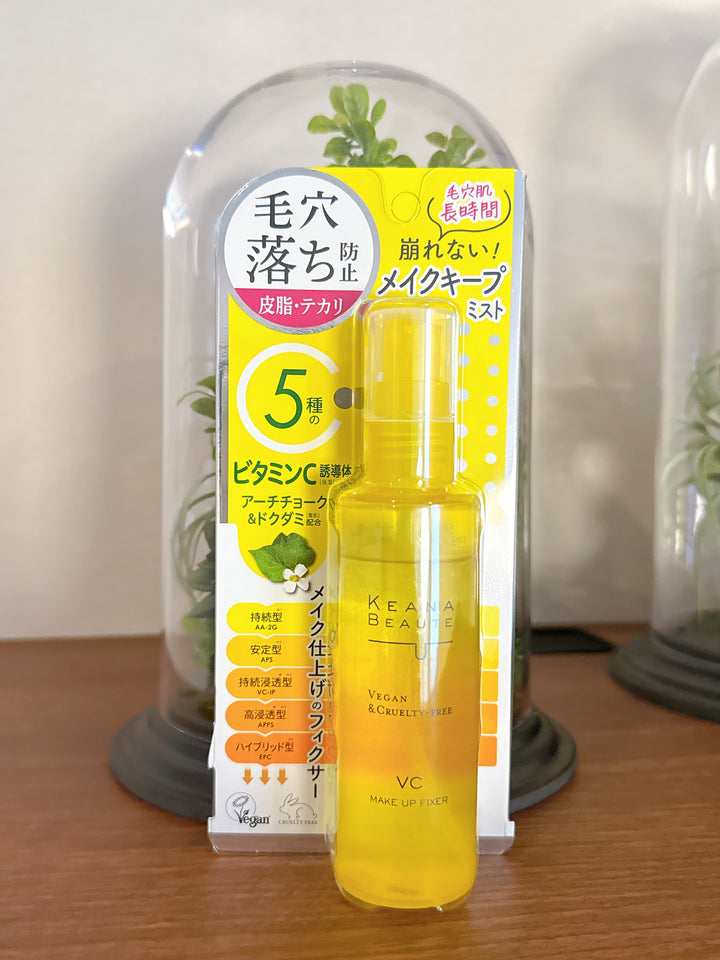 毛穴
落ち防止
皮脂・テカリ
毛穴肌
長時間
崩れない!
メイクキープ
ミスト
5種の
ビタミンC誘導体
アーチチョーク
&ドクダミ配合
持続型
AA-2G
安定型
APS
持続浸透型
VC-IP
高浸透型
APPS
ハイブリッド型
EPC
メイク仕上げのフィクサー
Vegan
CRUELTY-FREE
KEANA
BEAUTE
VEGAN
&CRUELTY-FREE
VC
MAKE UP FIXER